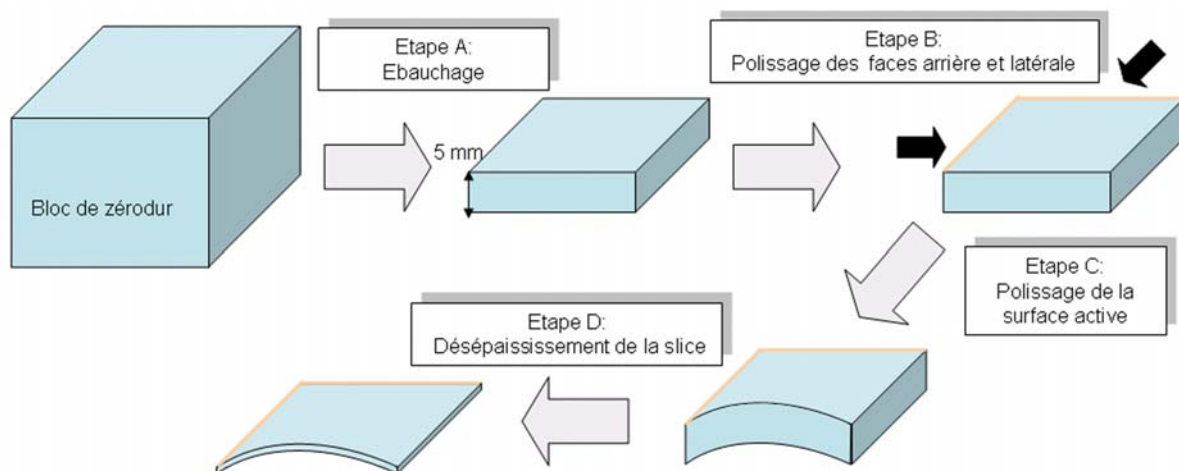 Etape A:
Ebauchage
Etape B:
Polissage des faces arrière et latérale
5 mm
Bloc de zérodur
Etape C:
Polissage de la
surface active
Etape D:
Désépaississement de la slice